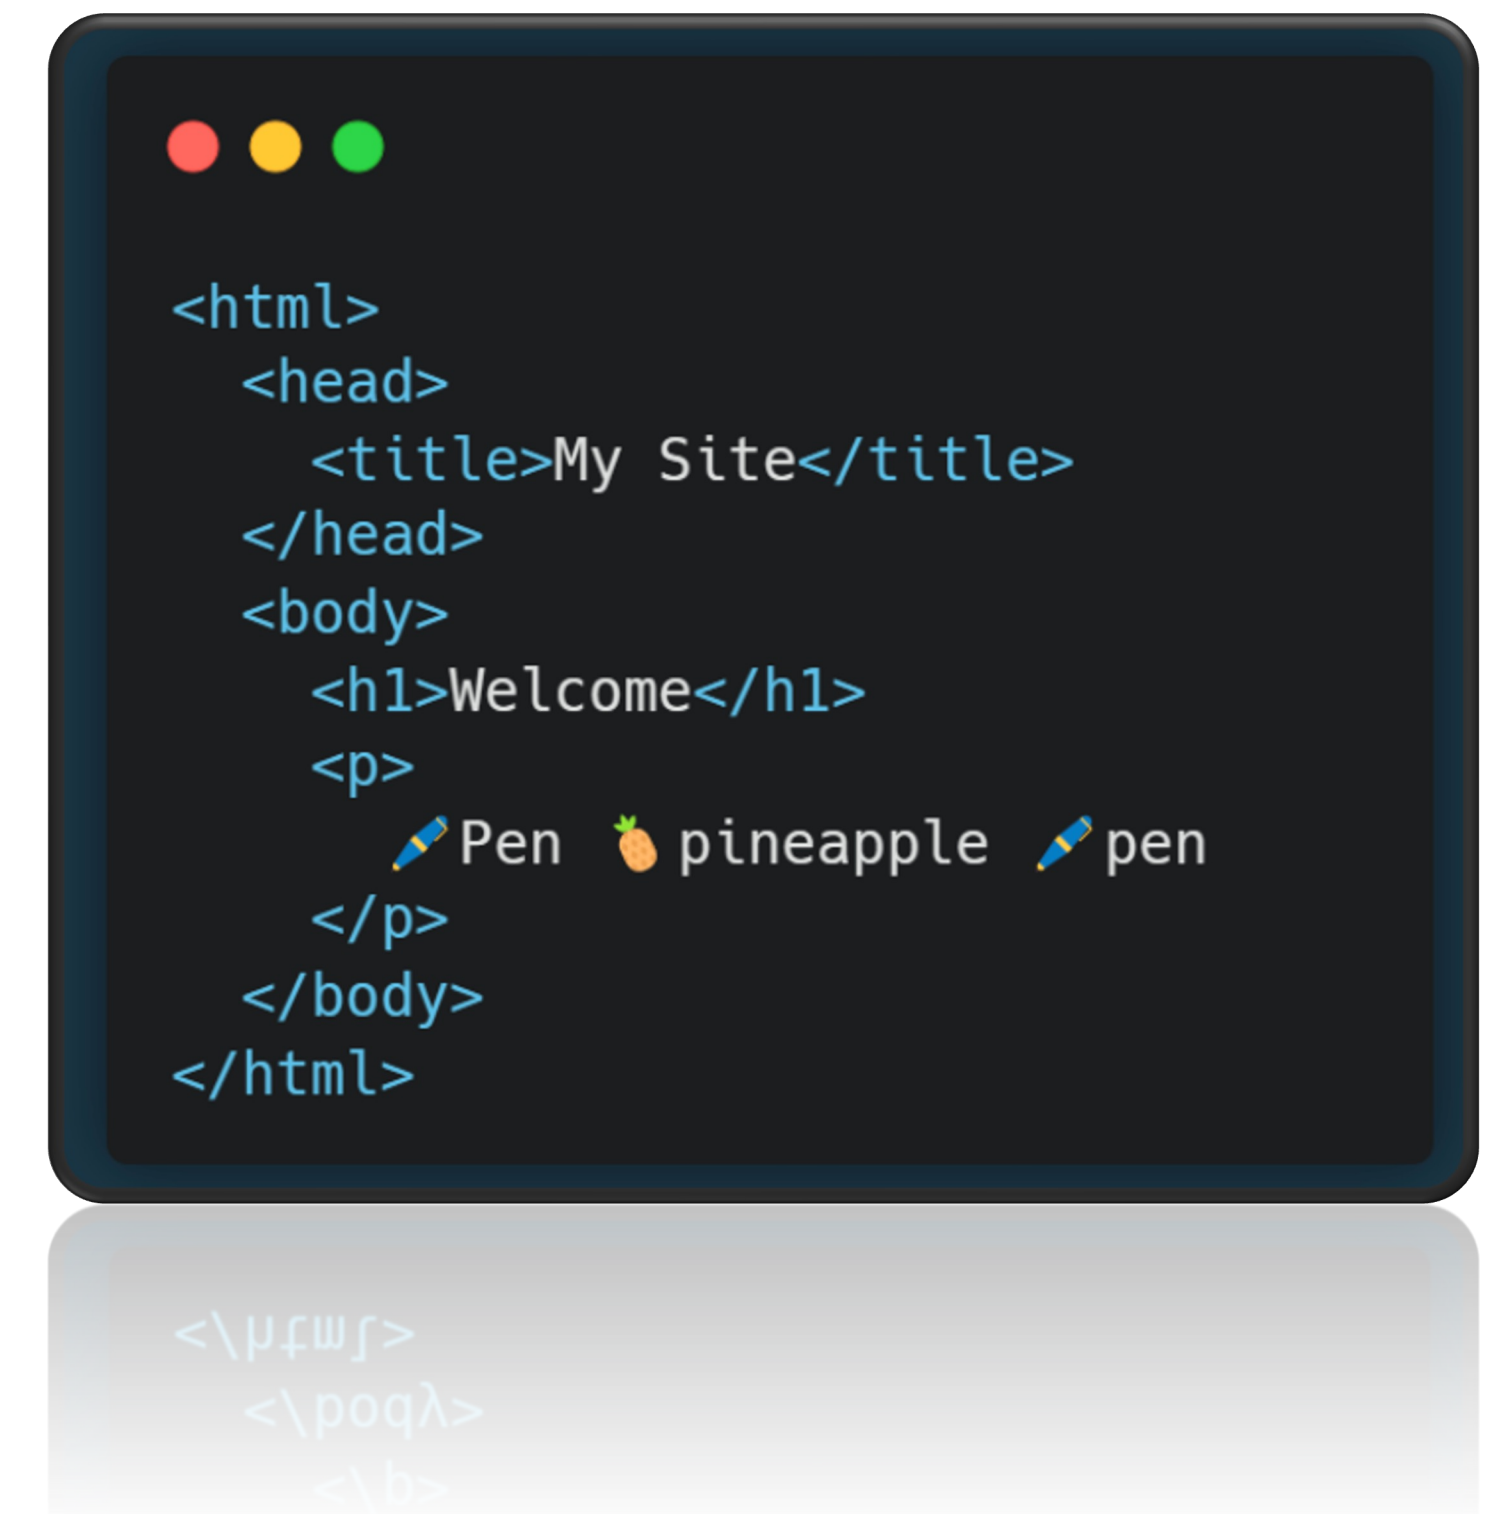 <html>
<head>
<title>My Site</title>
</head>
<body>
<h1>Welcome</h1>
<p>
🖊️Pen 🍍pineapple 🖊️pen
</p>
</body>
</html>